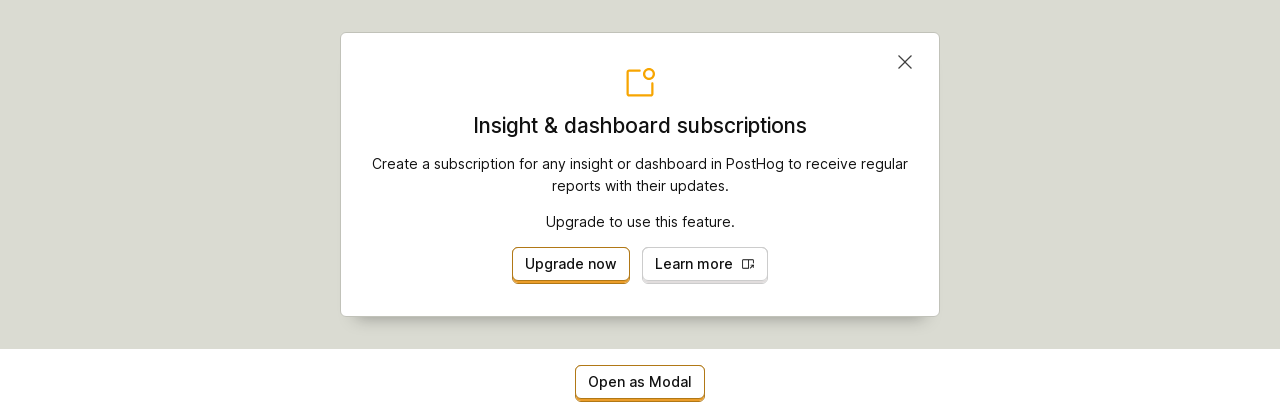 Insight & dashboard subscriptions
Create a subscription for any insight or dashboard in PostHog to receive regular
reports with their updates.
Upgrade to use this feature.
Upgrade now
Learn more
Open as Modal